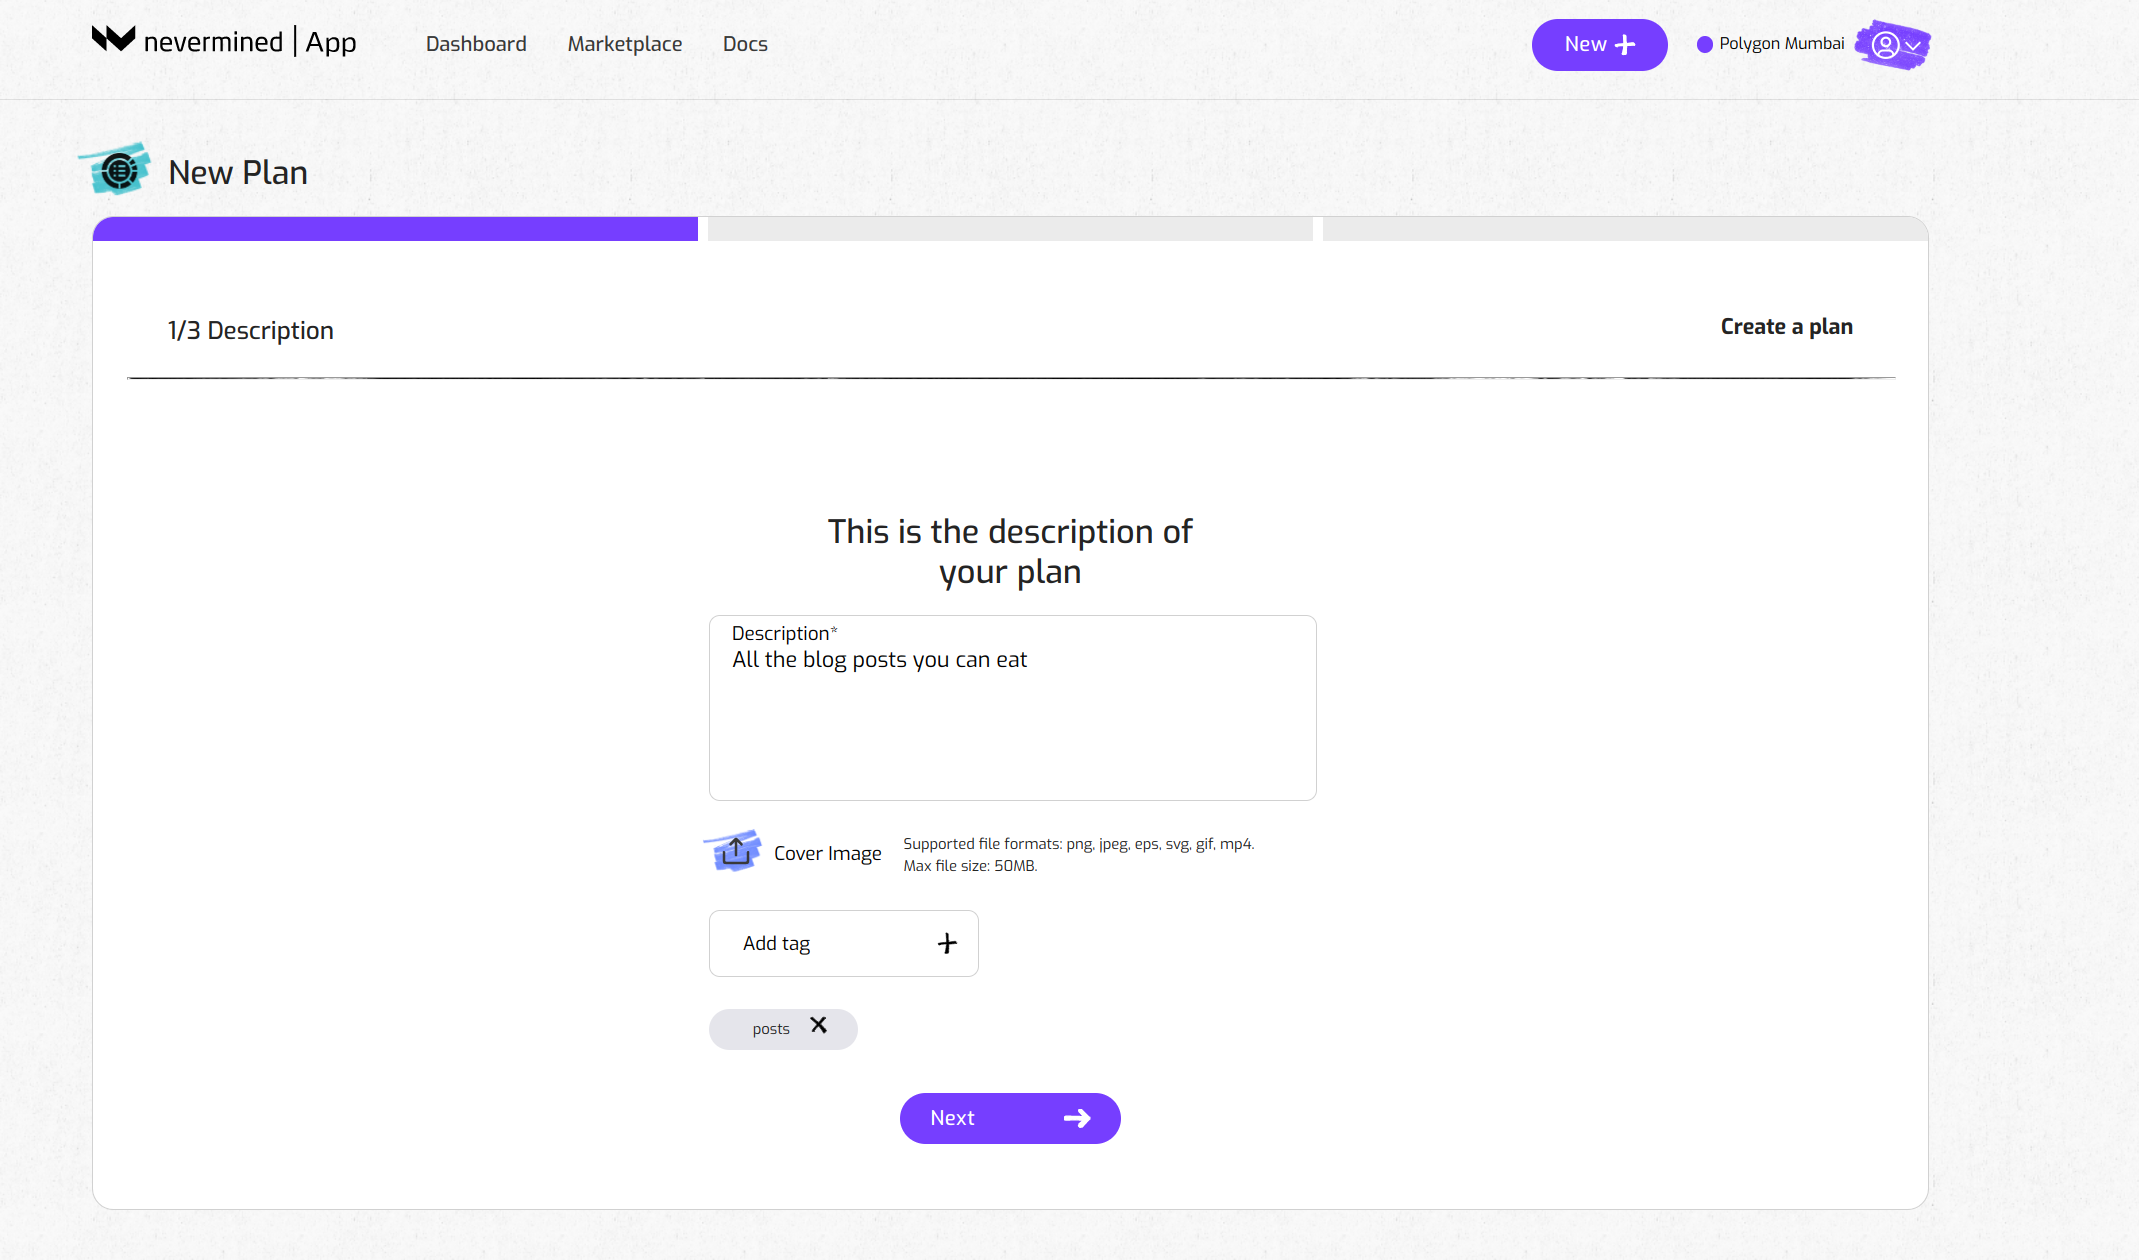 nevermined | App
Dashboard
Marketplace
Docs
New
Polygon Mumbai
New Plan
1/3 Description
Create a plan
This is the description of
your plan
Description*
All the blog posts you can eat
Cover Image
Supported file formats: png, jpeg, eps, svg, gif, mp4.
Max file size: 50MB.
Add tag
posts
Next